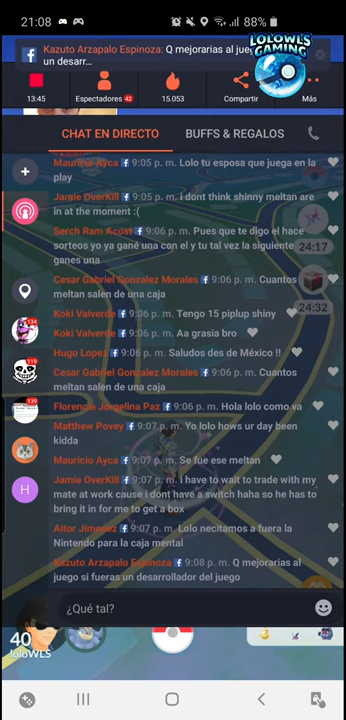 21:08
88%
LOLOWLS
GAMING
Kazuto Arzapalo Espinoza: Q mejorarias al jue
un desarr…
13:45
Espectadores 42
15.053
Compartir
Más
CHAT EN DIRECTO
BUFFS & REGALOS
Mauricio Ayca 9:05 p. m. Lolo tu esposa que juega en la
play
Jamie OverKill 9:05 p. m. i dont think shinny meltan are
in at the moment :(
Serch Ram Acost 9:06 p. m. Pues que te digo el hace
sorteos yo ya gané una con el y tu tal vez la siguiente
ganes una
24:17
Cesar Gabriel Gonzalez Morales 9:06 p. m. Cuantos
meltan salen de una caja
24:32
Koki Valverde 9:06 p. m. Tengo 15 piplup shiny
134
Koki Valverde 9:06 p. m. Aa grasia bro
Hugo Lopez 9:06 p. m. Saludos des de México !!
119
Cesar Gabriel Gonzalez Morales 9:06 p. m. Cuantos
meltan salen de una caja
139
Florencia Jorgelina Paz 9:06 p. m. Hola lolo como va
Matthew Povey 9:07 p. m. Yo lolo hows ur day been
kidda
Mauricio Ayca 9:07 p. m. Se fue ese meltan
Jamie OverKill 9:07 p. m. i have to wait to trade with my
mate at work cause i dont have a switch haha so he has to
bring it in for me to get a box
H
Aitor Jimenez 9:07 p. m. Lolo necitamos a fuera la
Nintendo para la caja mental
Kazuto Arzapalo Espinoza 9:08 p. m. Q mejorarias al
juego si fueras un desarrollador del juego
¿Qué tal?
40
loloWLS